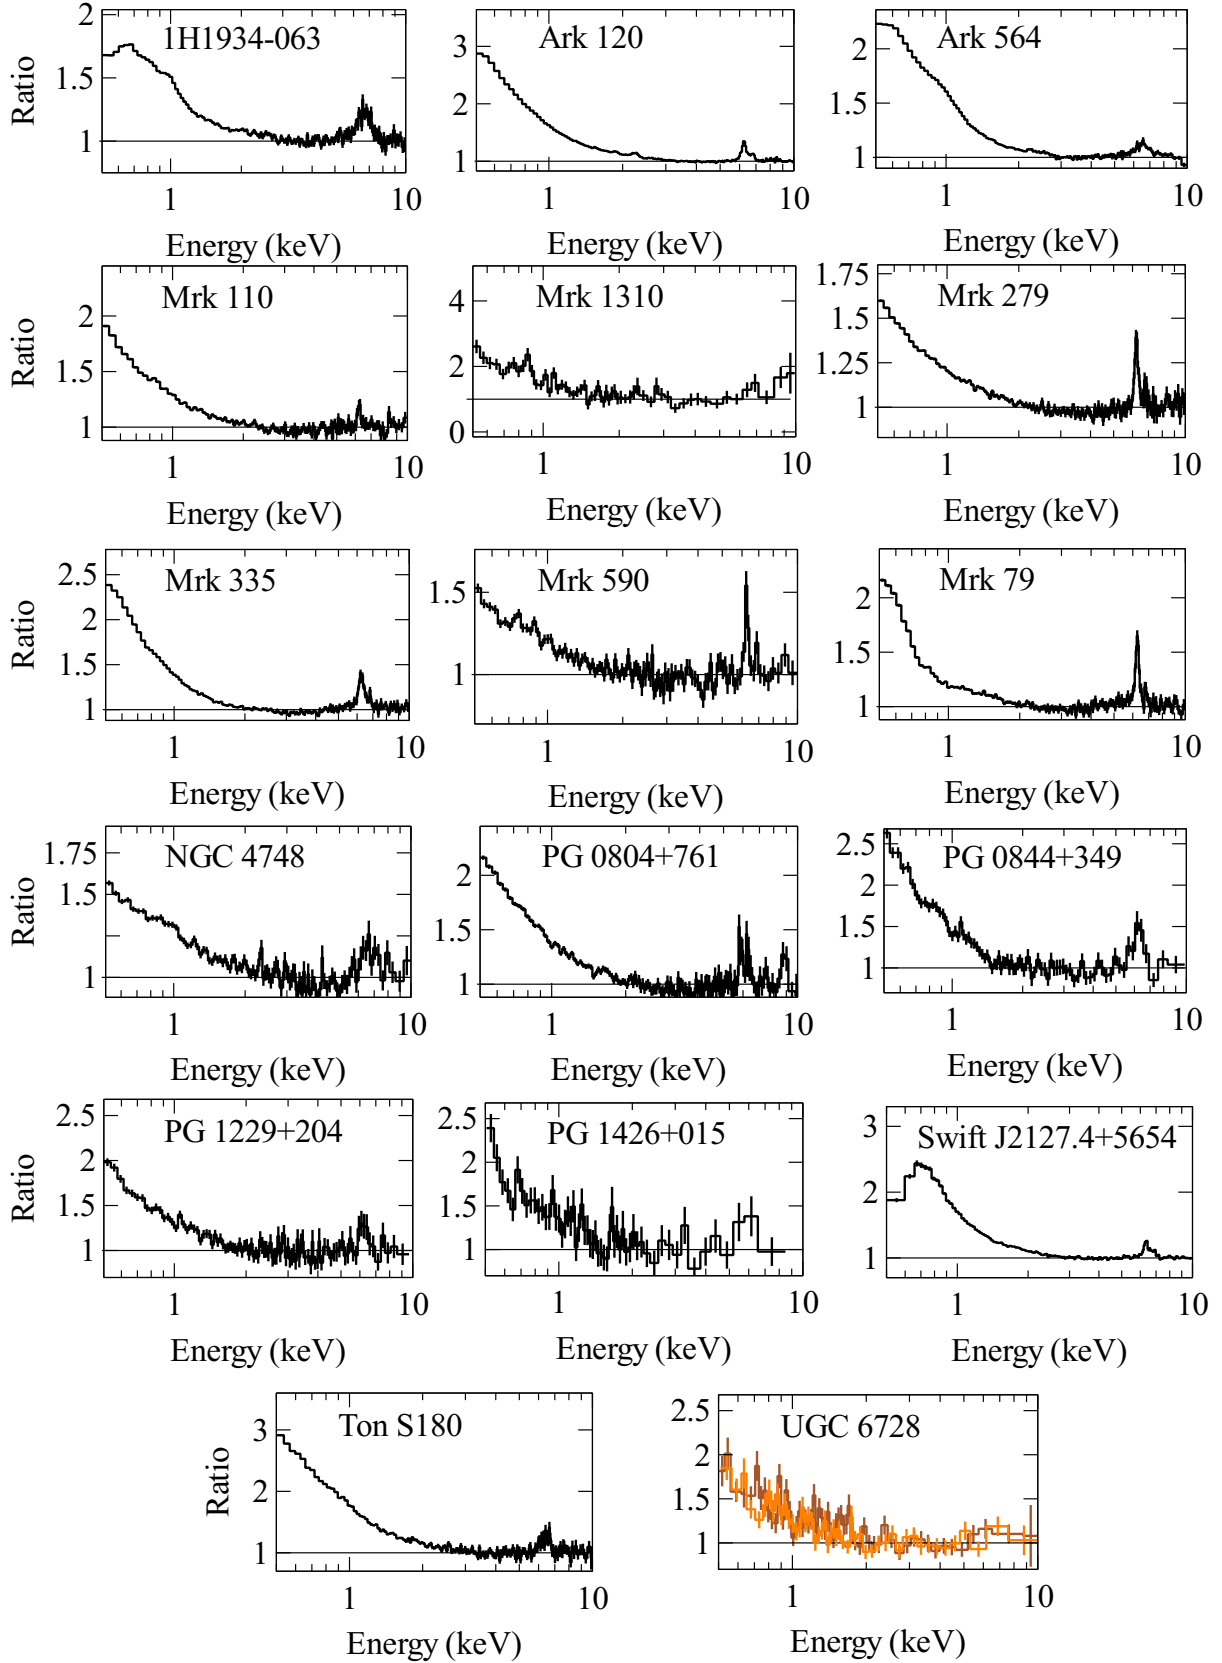 1H1934-063
Ratio
1.5
1
1
10
Energy (keV)
Ark 120
3
2
1
1
10
Energy (keV)
Ark 564
2
1.5
1
1
10
Energy (keV)
Mrk 110
Ratio
2
1.5
1
1
10
Energy (keV)
Mrk 1310
4
2
0
1
10
Energy (keV)
Mrk 279
1.75
1.5
1.25
1
1
10
Energy (keV)
Mrk 335
Ratio
2.5
2
1.5
1
1
10
Energy (keV)
Mrk 590
1.5
1
1
10
Energy (keV)
Mrk 79
2
1.5
1
1
10
Energy (keV)
NGC 4748
Ratio
1.75
1.5
1
1
10
Energy (keV)
PG 0804+761
2
1.5
1
1
10
Energy (keV)
PG 0844+349
2.5
2
1.5
1
1
10
Energy (keV)
PG 1229+204
Ratio
2.5
2
1.5
1
1
10
Energy (keV)
PG 1426+015
2.5
2
1.5
1
1
10
Energy (keV)
Swift J2127.4+5654
3
2
1
1
10
Energy (keV)
Ton S180
Ratio
3
2
1
1
10
Energy (keV)
UGC 6728
2.5
2
1.5
1
1
10
Energy (keV)